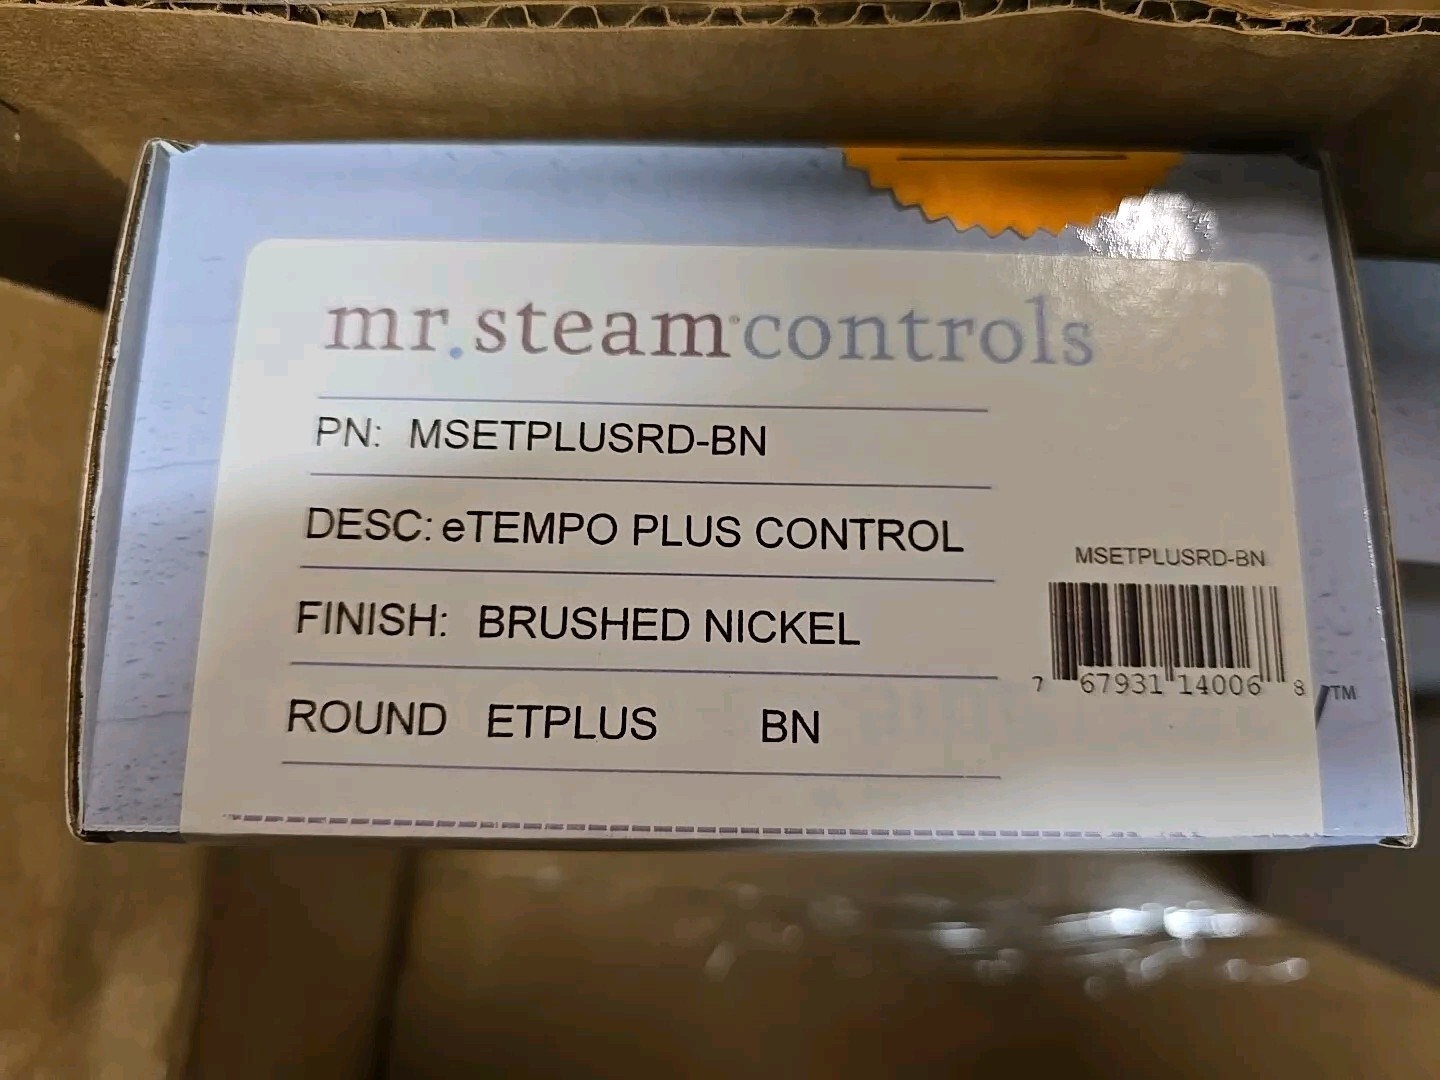 mr.steam®controls
PN: MSETPLUSRD-BN
DESC: eTEMPO PLUS CONTROL
FINISH: BRUSHED NICKEL
ROUND ETPLUS BN
MSETPLUSRD-BN
7 67931 14006 8
TM